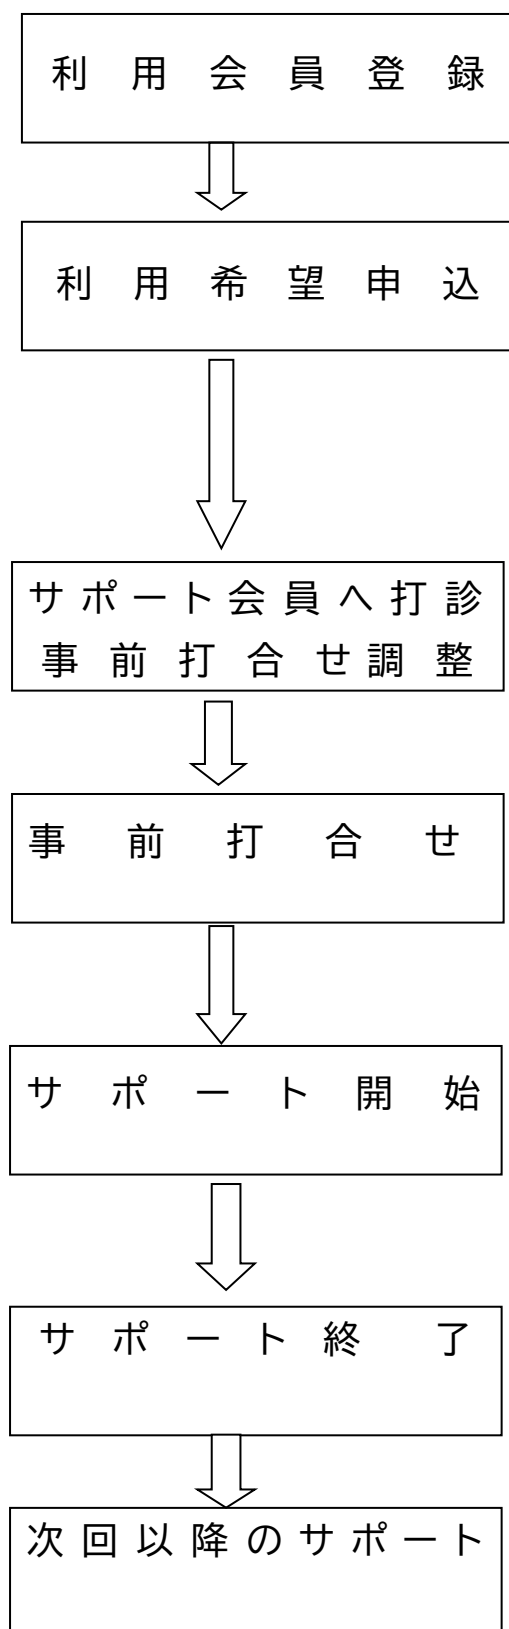 利用会員登録
利用希望申込
サポート会員へ打診
事前打合せ調整
事前打合せ
サポート開始
サポート終了
次回以降のサポート